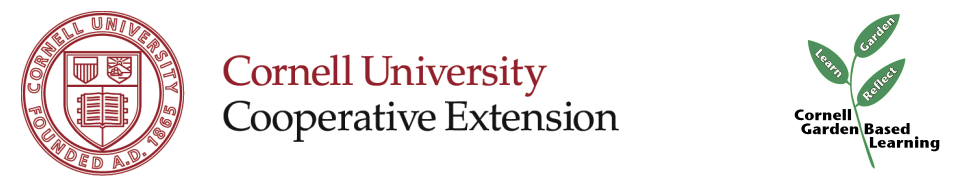 CORNELL UNIVERSITY
FOUNDED A.D. 1865
Cornell University
Cooperative Extension
Learn
Garden
Reflect
Cornell
Garden Based
Learning